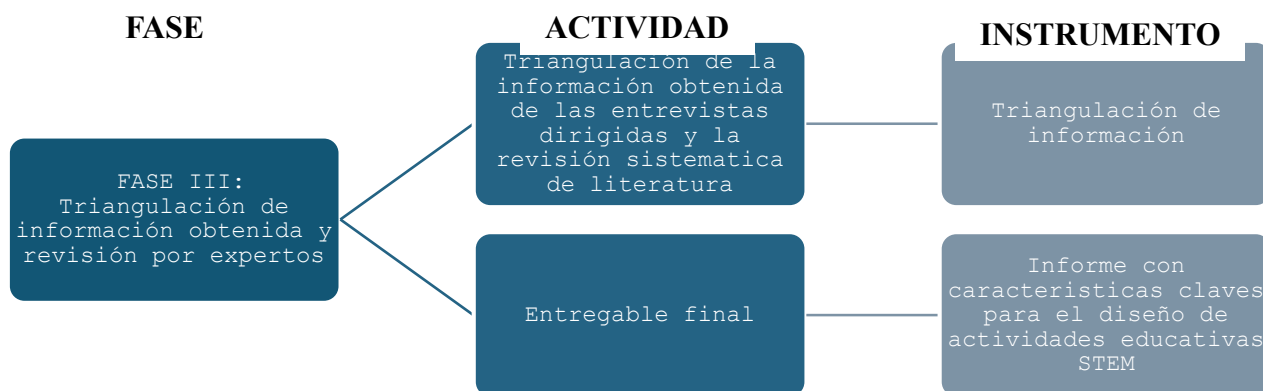 FASE
ACTIVIDAD
INSTRUMENTO
FASE III:
Triangulación de
información obtenida y
revisión por expertos
Triangulación de la
información obtenida
de las entrevistas
dirigidas y la
revisión sistematica
de literatura
Triangulación de
información
Entregable final
Informe con
caracteristicas claves
para el diseño de
actividades educativas
STEM